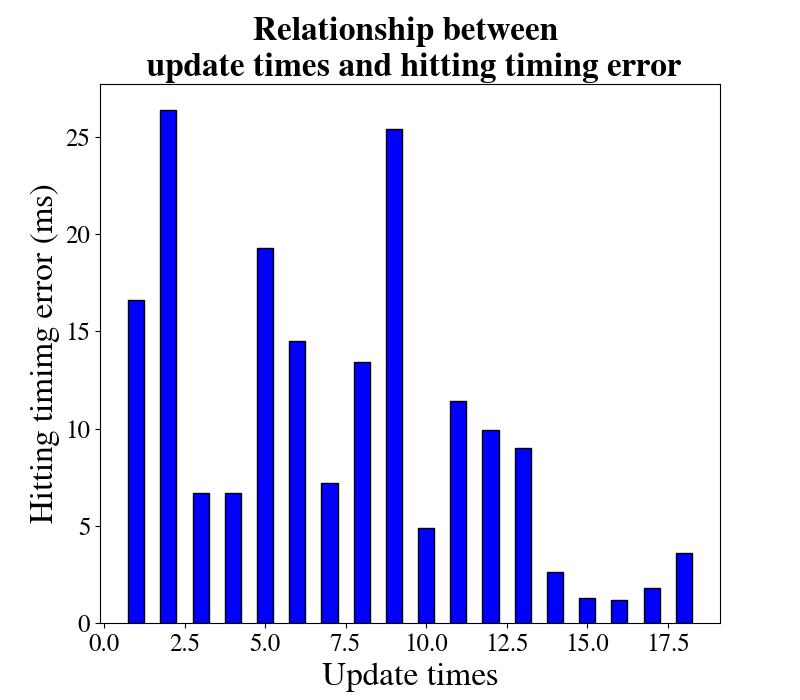 Relationship between
update times and hitting timing error
Hitting timimg error (ms)
25
20
15
10
5
0
0.0 2.5 5.0 7.5 10.0 12.5 15.0 17.5
Update times